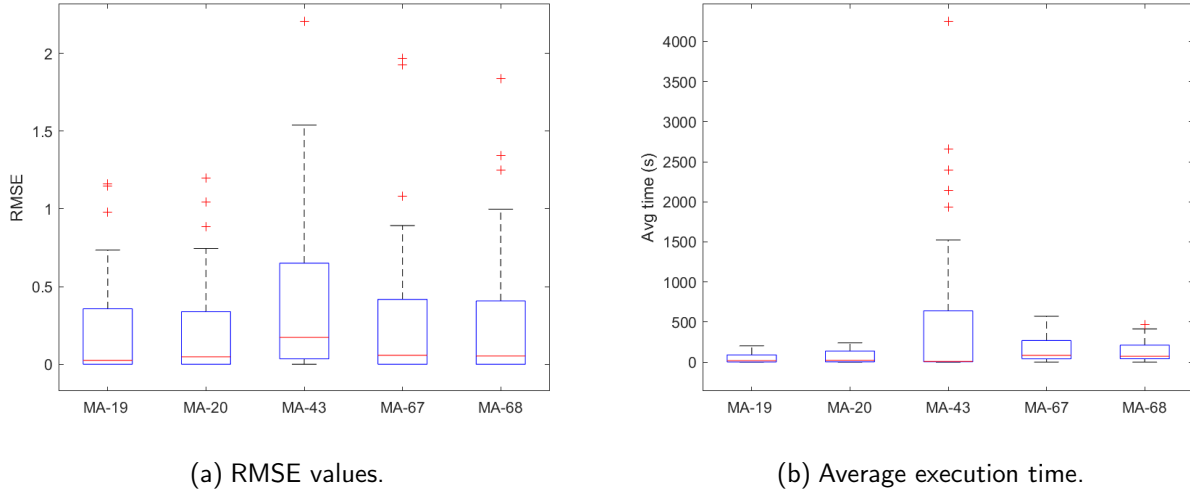 2
1.5
1
0.5
0
RMSE
MA-19 MA-20 MA-43 MA-67 MA-68
(a) RMSE values.
4000
3500
3000
2500
2000
1500
1000
500
0
Avg time (s)
MA-19 MA-20 MA-43 MA-67 MA-68
(b) Average execution time.